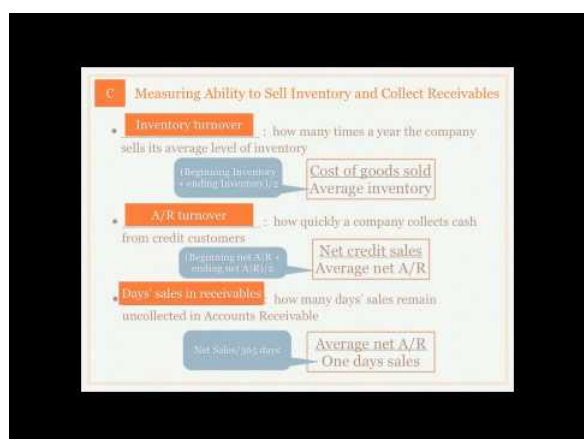 C Measuring Ability to Sell Inventory and Collect Receivables
• Inventory turnover : how many times a year the company
sells its average level of inventory
(Beginning Inventory
+ ending Inventory)/2
Cost of goods sold
Average inventory
• A/R turnover : how quickly a company collects cash
from credit customers
(Beginning net A/R +
ending net A/R)/2
Net credit sales
Average net A/R
• Days' sales in receivables : how many days' sales remain
uncollected in Accounts Receivable
Net Sales/365 days
Average net A/R
One days sales